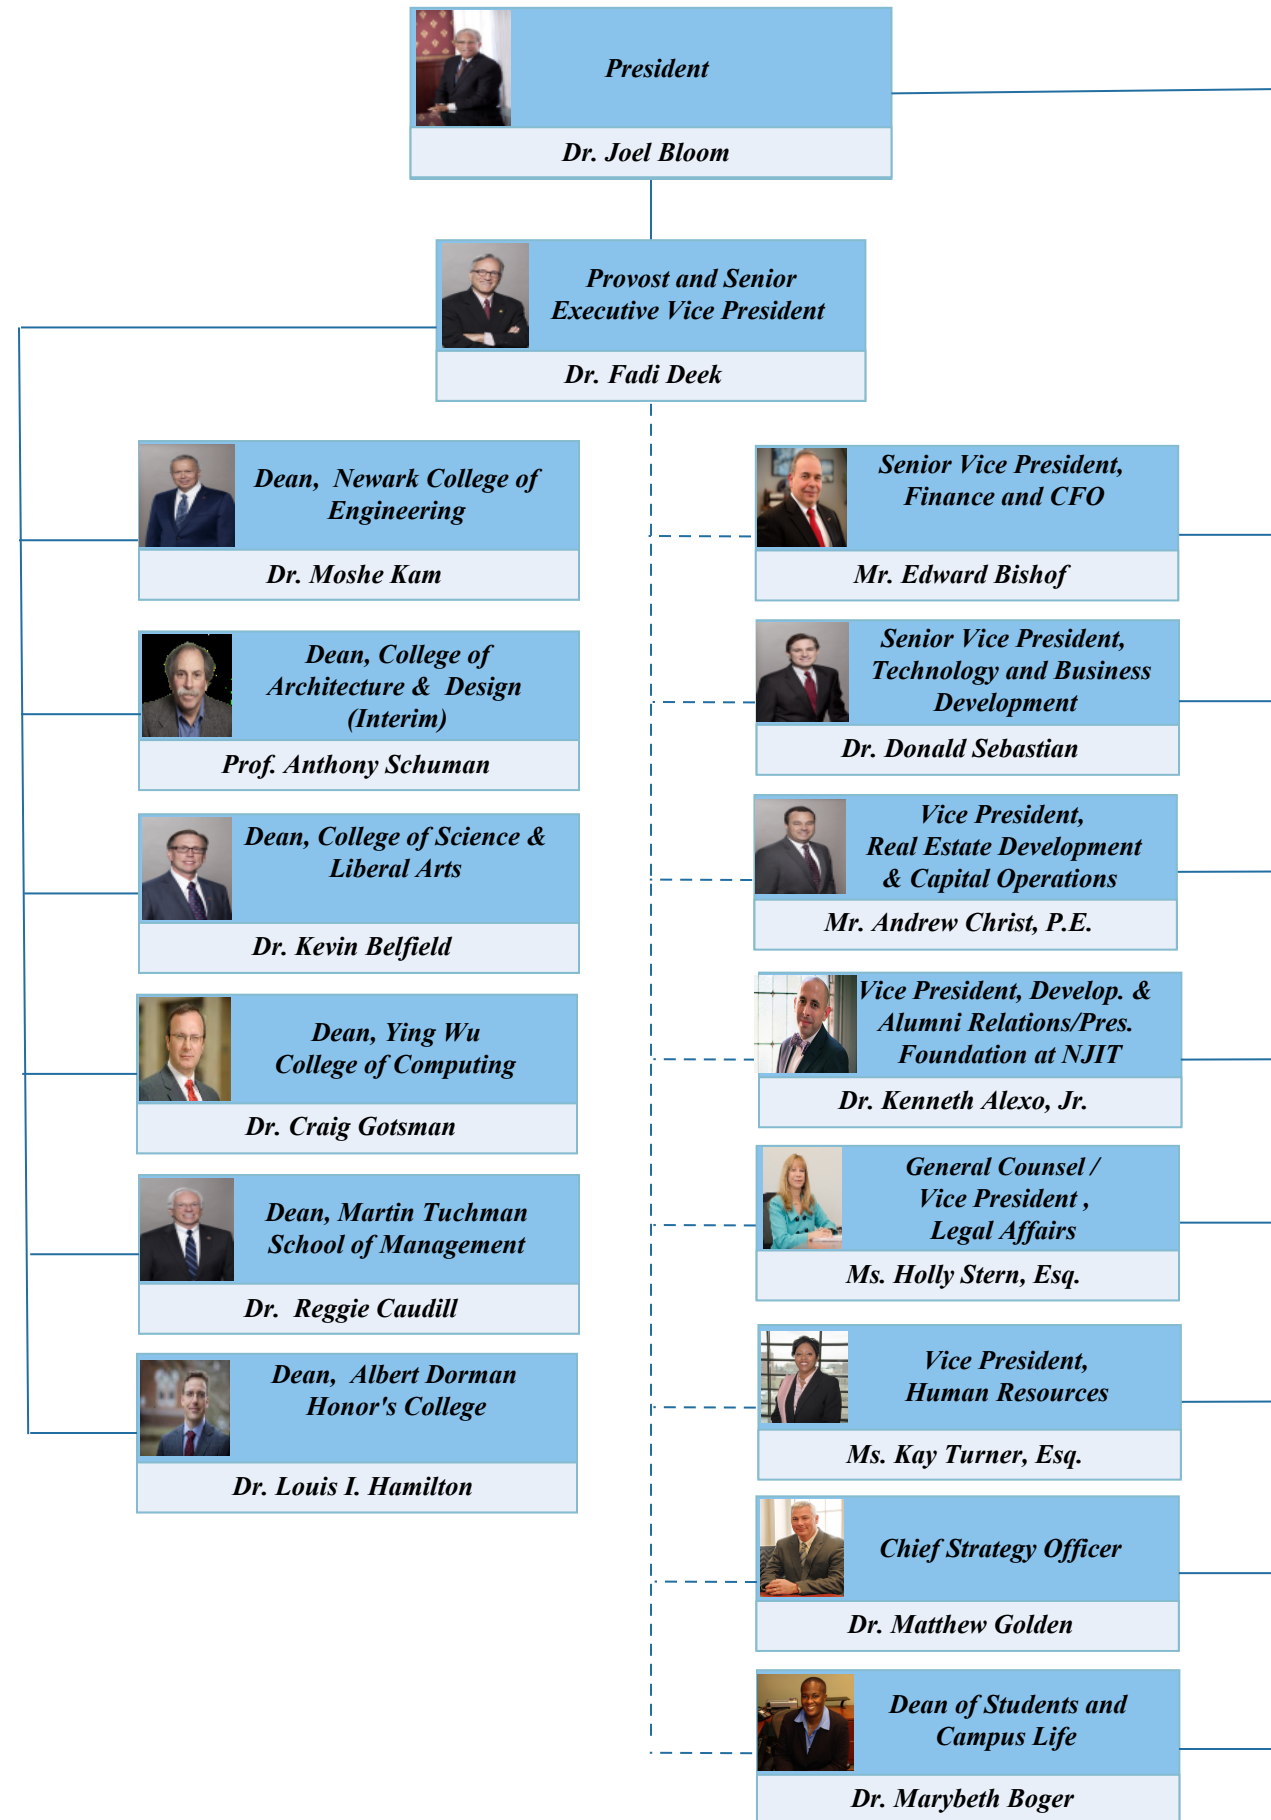 President
Dr. Joel Bloom
Provost and Senior
Executive Vice President
Dr. Fadi Deek
Dean, Newark College of
Engineering
Dr. Moshe Kam
Dean, College of
Architecture & Design
(Interim)
Prof. Anthony Schuman
Dean, College of Science &
Liberal Arts
Dr. Kevin Belfield
Dean, Ying Wu
College of Computing
Dr. Craig Gotsman
Dean, Martin Tuchman
School of Management
Dr. Reggie Caudill
Dean, Albert Dorman
Honor's College
Dr. Louis I. Hamilton
Senior Vice President,
Finance and CFO
Mr. Edward Bishof
Senior Vice President,
Technology and Business
Development
Dr. Donald Sebastian
Vice President,
Real Estate Development
& Capital Operations
Mr. Andrew Christ, P.E.
Vice President, Develop. &
Alumni Relations/Pres.
Foundation at NJIT
Dr. Kenneth Alexo, Jr.
General Counsel /
Vice President ,
Legal Affairs
Ms. Holly Stern, Esq.
Vice President,
Human Resources
Ms. Kay Turner, Esq.
Chief Strategy Officer
Dr. Matthew Golden
Dean of Students and
Campus Life
Dr. Marybeth Boger